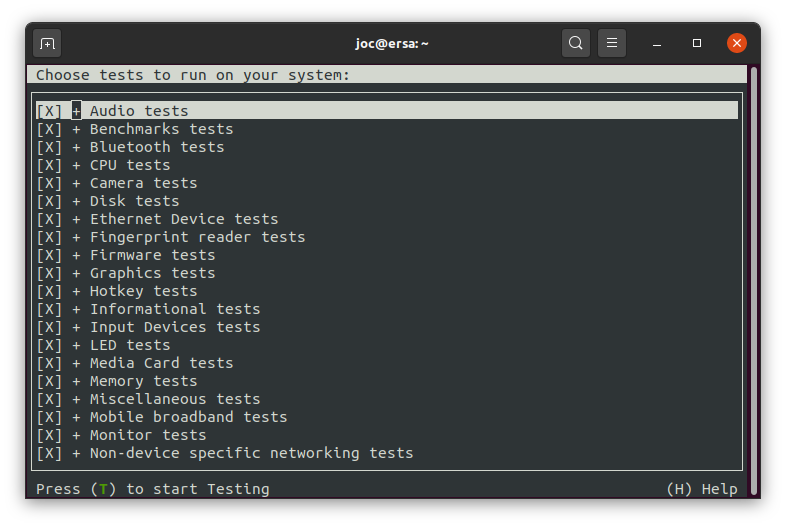 joc@ersa: ~
Choose tests to run on your system:
[X] + Audio tests
[X] + Benchmarks tests
[X] + Bluetooth tests
[X] + CPU tests
[X] + Camera tests
[X] + Disk tests
[X] + Ethernet Device tests
[X] + Fingerprint reader tests
[X] + Firmware tests
[X] + Graphics tests
[X] + Hotkey tests
[X] + Informational tests
[X] + Input Devices tests
[X] + LED tests
[X] + Media Card tests
[X] + Memory tests
[X] + Miscellaneous tests
[X] + Mobile broadband tests
[X] + Monitor tests
[X] + Non-device specific networking tests
Press (T) to start Testing (H) Help